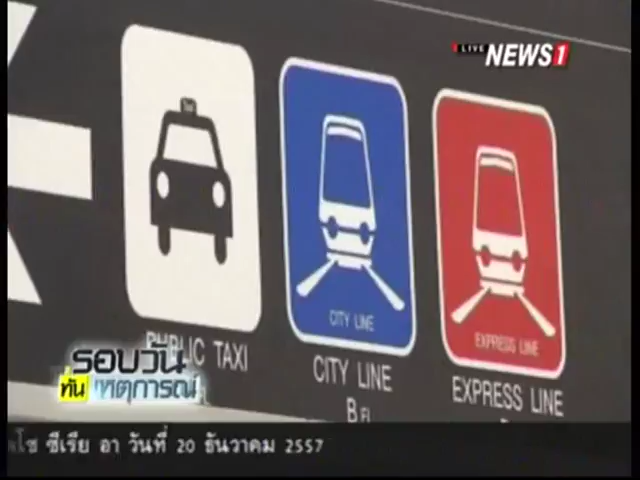 LIVE NEWS1
Taxi
CITY LINE
EXPRESS LINE
PUBLIC TAXI
CITY LINE
EXPRESS LINE
B Fl.
รอบวัน
ทันเหตุการณ์
ซีเรีย อา วันที่ 20 ธันวาคม 2557